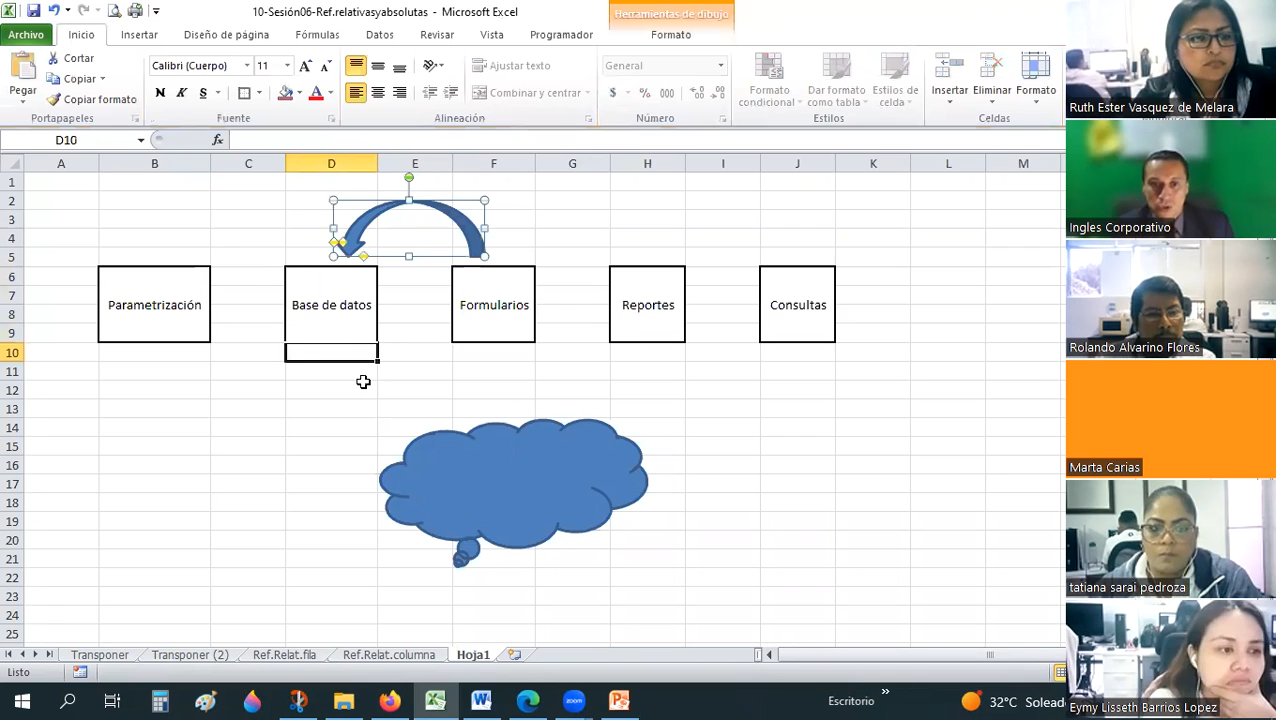 10-Sesión06-Ref.relativasyabsolutas - Microsoft Excel
Herramientas de dibujo
Archivo Inicio Insertar Diseño de página Fórmulas Datos Revisar Vista Programador Formato
Pegar
Cortar
Copiar
Copiar formato
Portapapeles
Calibri (Cuerpo) 11
N K S
Fuente
Ajustar texto
Combinar y centrar
Alineación
General
$ % 000
Número
Formato condicional
Dar formato como tabla
Estilos de celda
Estilos
Insertar
Eliminar
Formato
Celdas
D10
fx
A B C D E F G H I J K L M
1
2
3
4
5
6
7
8
9
10
11
12
13
14
15
16
17
18
19
20
21
22
23
24
25
Parametrización Base de datos Formularios Reportes Consultas
Transponer Transponer (2) Ref.Relat.fila Ref.Relat.columna Hoja1
Listo
Escritorio
32°C Soleado
Ruth Ester Vasquez de Melara
Ingles Corporativo
Rolando Alvarino Flores
Marta Carias
tatiana sarai pedroza
Eymy Lisseth Barrios Lopez